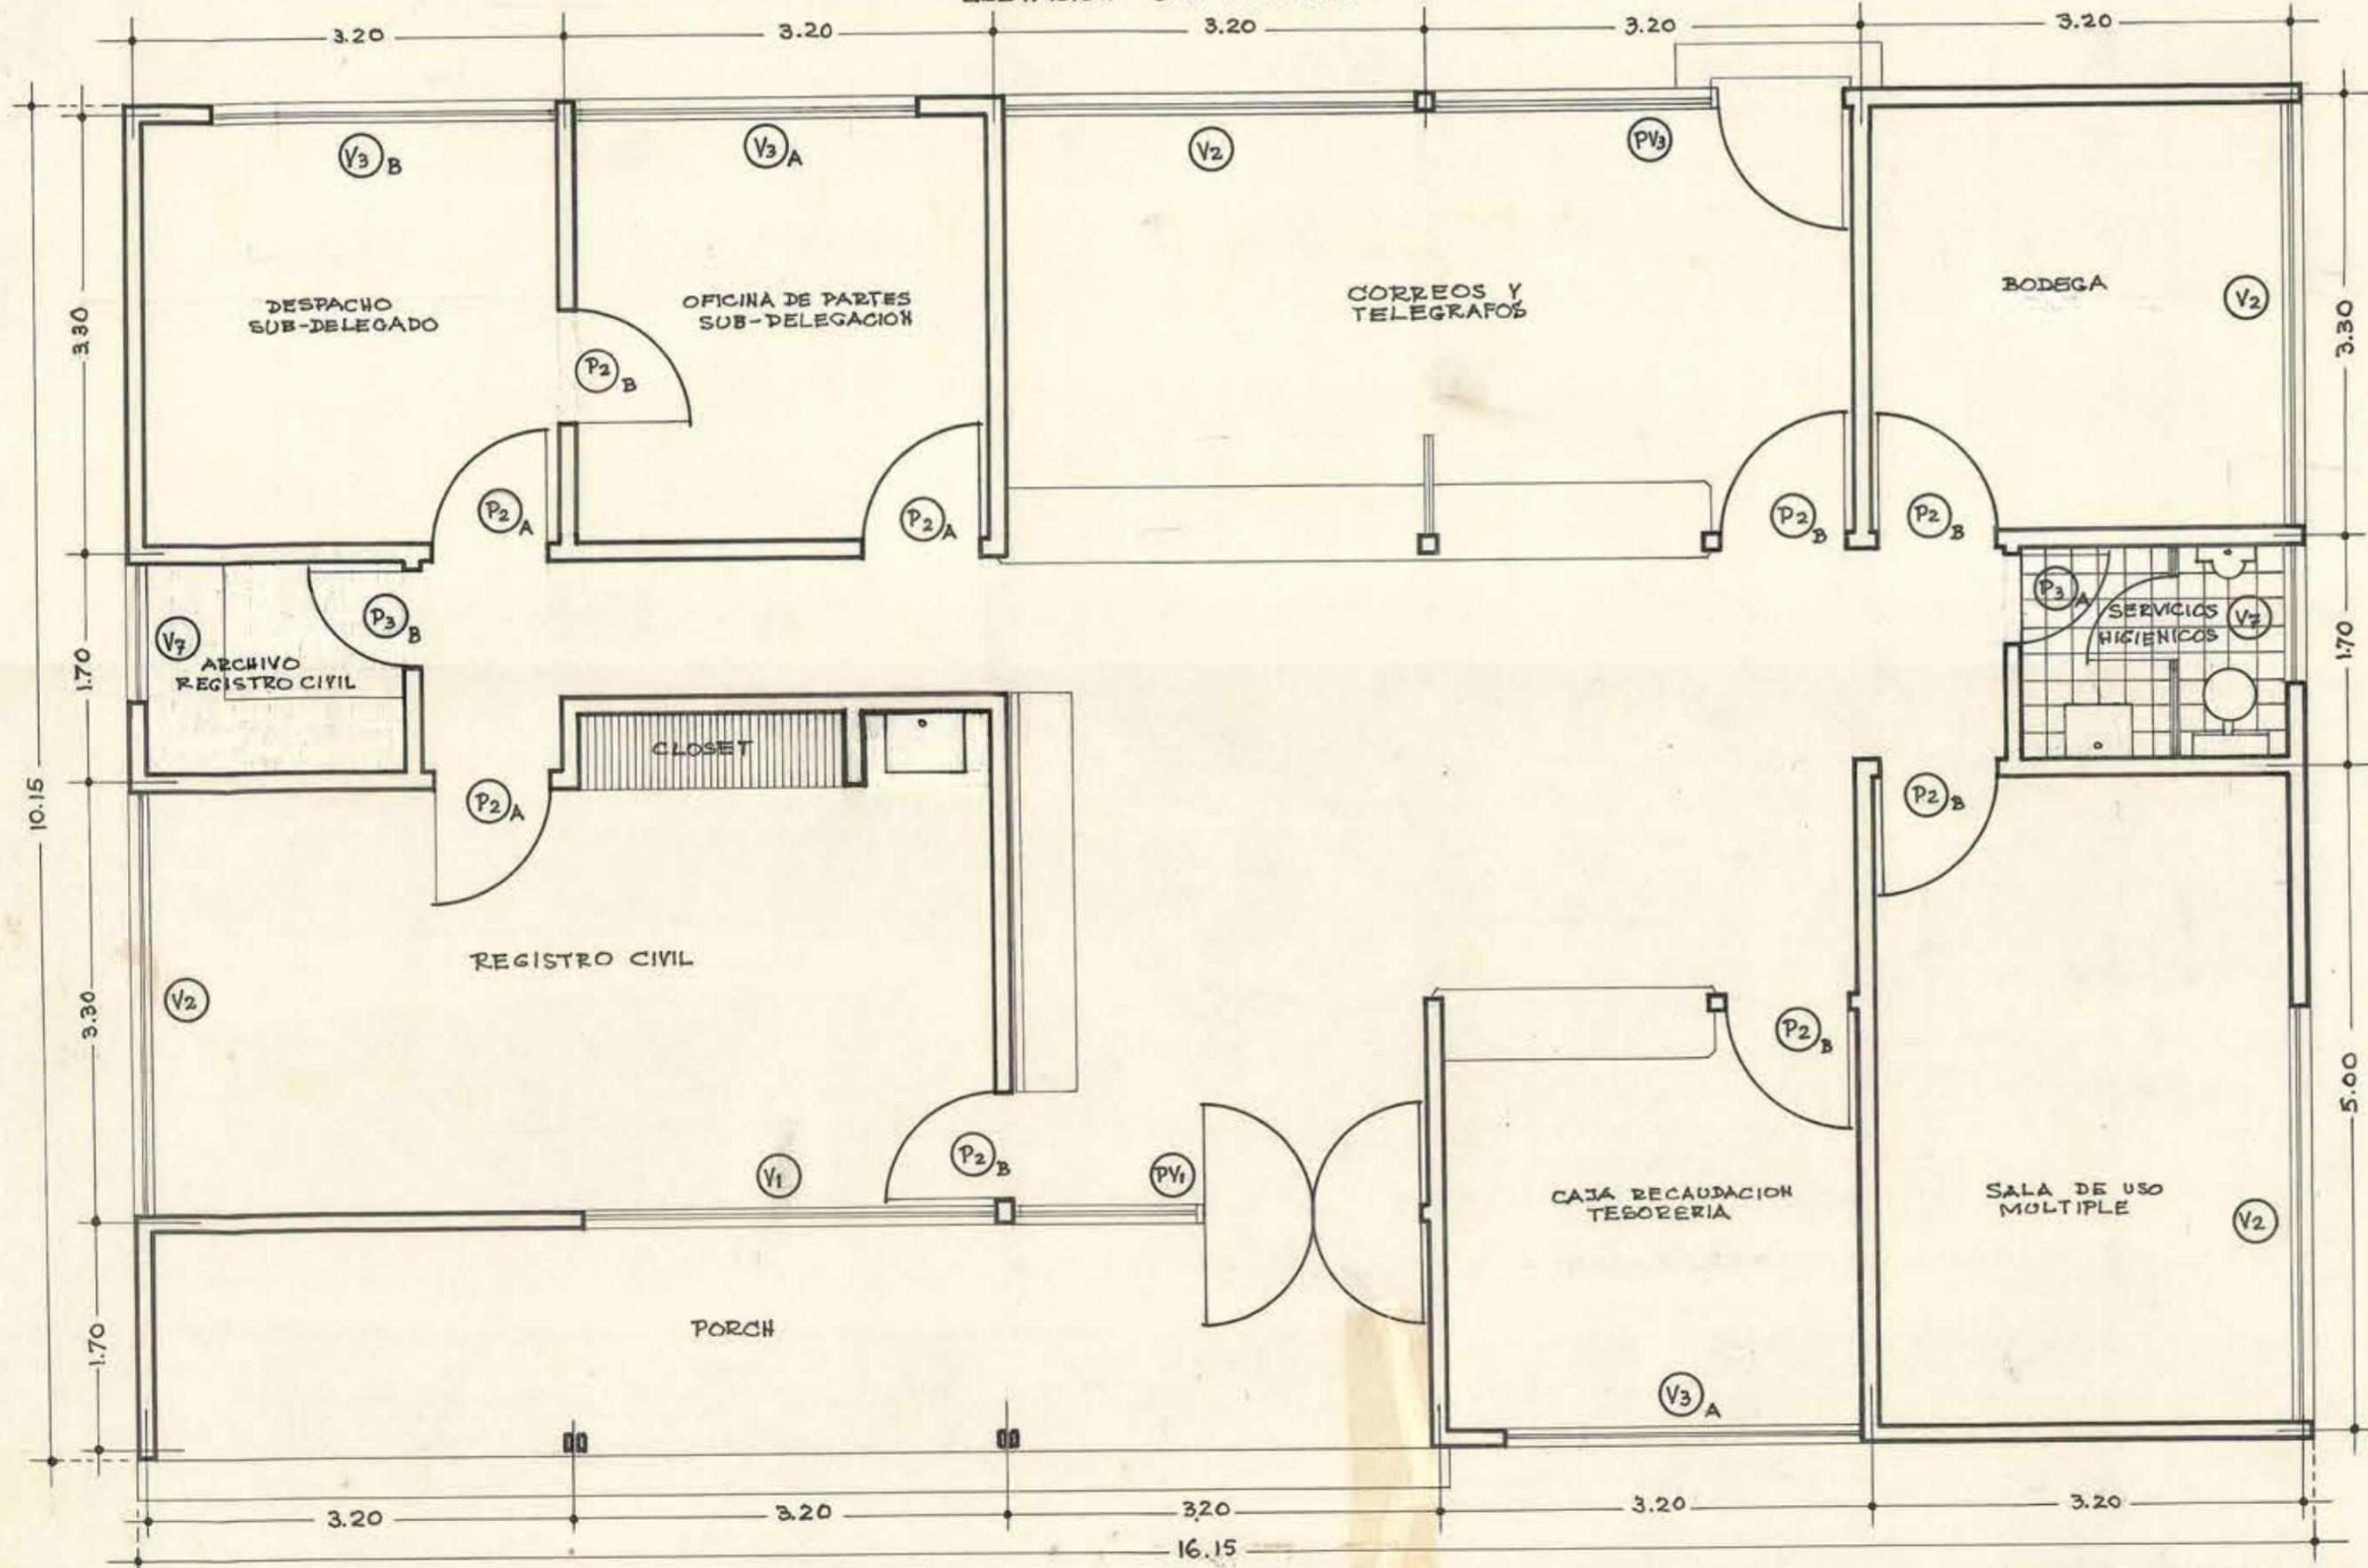 3.20 3.20 3.20 3.20 3.20
V3 B V3 A V2 PV3
DESPACHO
SUB-DELEGADO
OFICINA DE PARTES
SUB-DELEGACION
CORREOS Y
TELEGRAFOS
BODEGA
V2
3.30
3.30
P2 B
P2 A
P2 A
P2 B
P2 B
P3 B
V7
ARCHIVO
REGISTRO CIVIL
P3 A
SERVICIOS
HIGIENICOS
V7
1.70
1.70
CLOSET
P2 A
P2 B
10.15
REGISTRO CIVIL
V2
3.30
P2 B
5.00
V1
P2 B
PV1
CAJA RECAUDACION
TESORERIA
SALA DE USO
MULTIPLE
V2
PORCH
1.70
V3 A
3.20 3.20 320 3.20 3.20
16.15